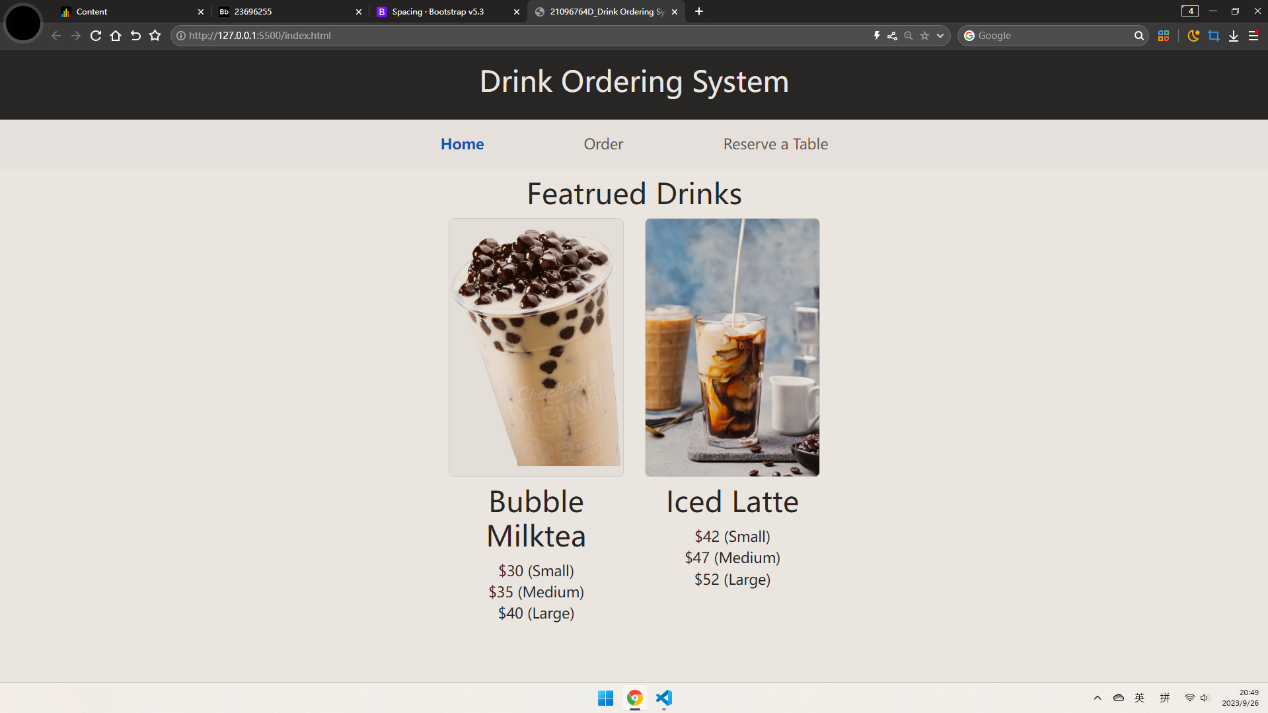 Content
Bb 23696255
B Spacing · Bootstrap v5.3
21096764D_Drink Ordering Sy
4
http://127.0.0.1:5500/index.html
Google
Drink Ordering System
Home Order Reserve a Table
Featrued Drinks
Bubble
Milktea
$30 (Small)
$35 (Medium)
$40 (Large)
Iced Latte
$42 (Small)
$47 (Medium)
$52 (Large)
英 拼
20:49
2023/9/26